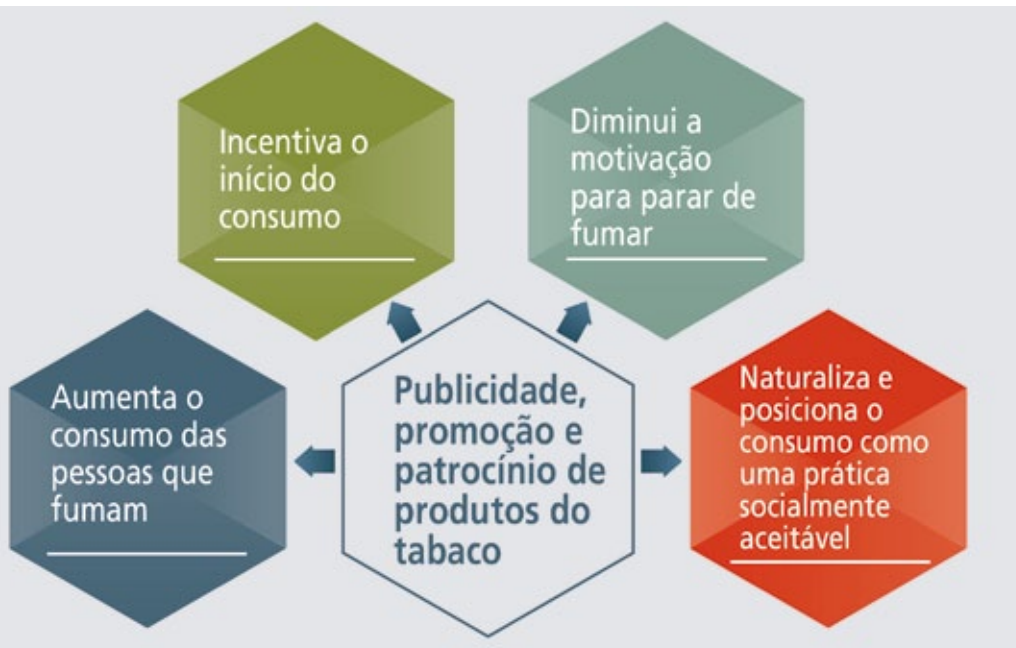 Incentiva o
início do
consumo
Diminui a
motivação
para parar de
fumar
Aumenta o
consumo das
pessoas que
fumam
Publicidade,
promoção e
patrocínio de
produtos do
tabaco
Naturaliza e
posiciona o
consumo como
uma prática
socialmente
aceitável